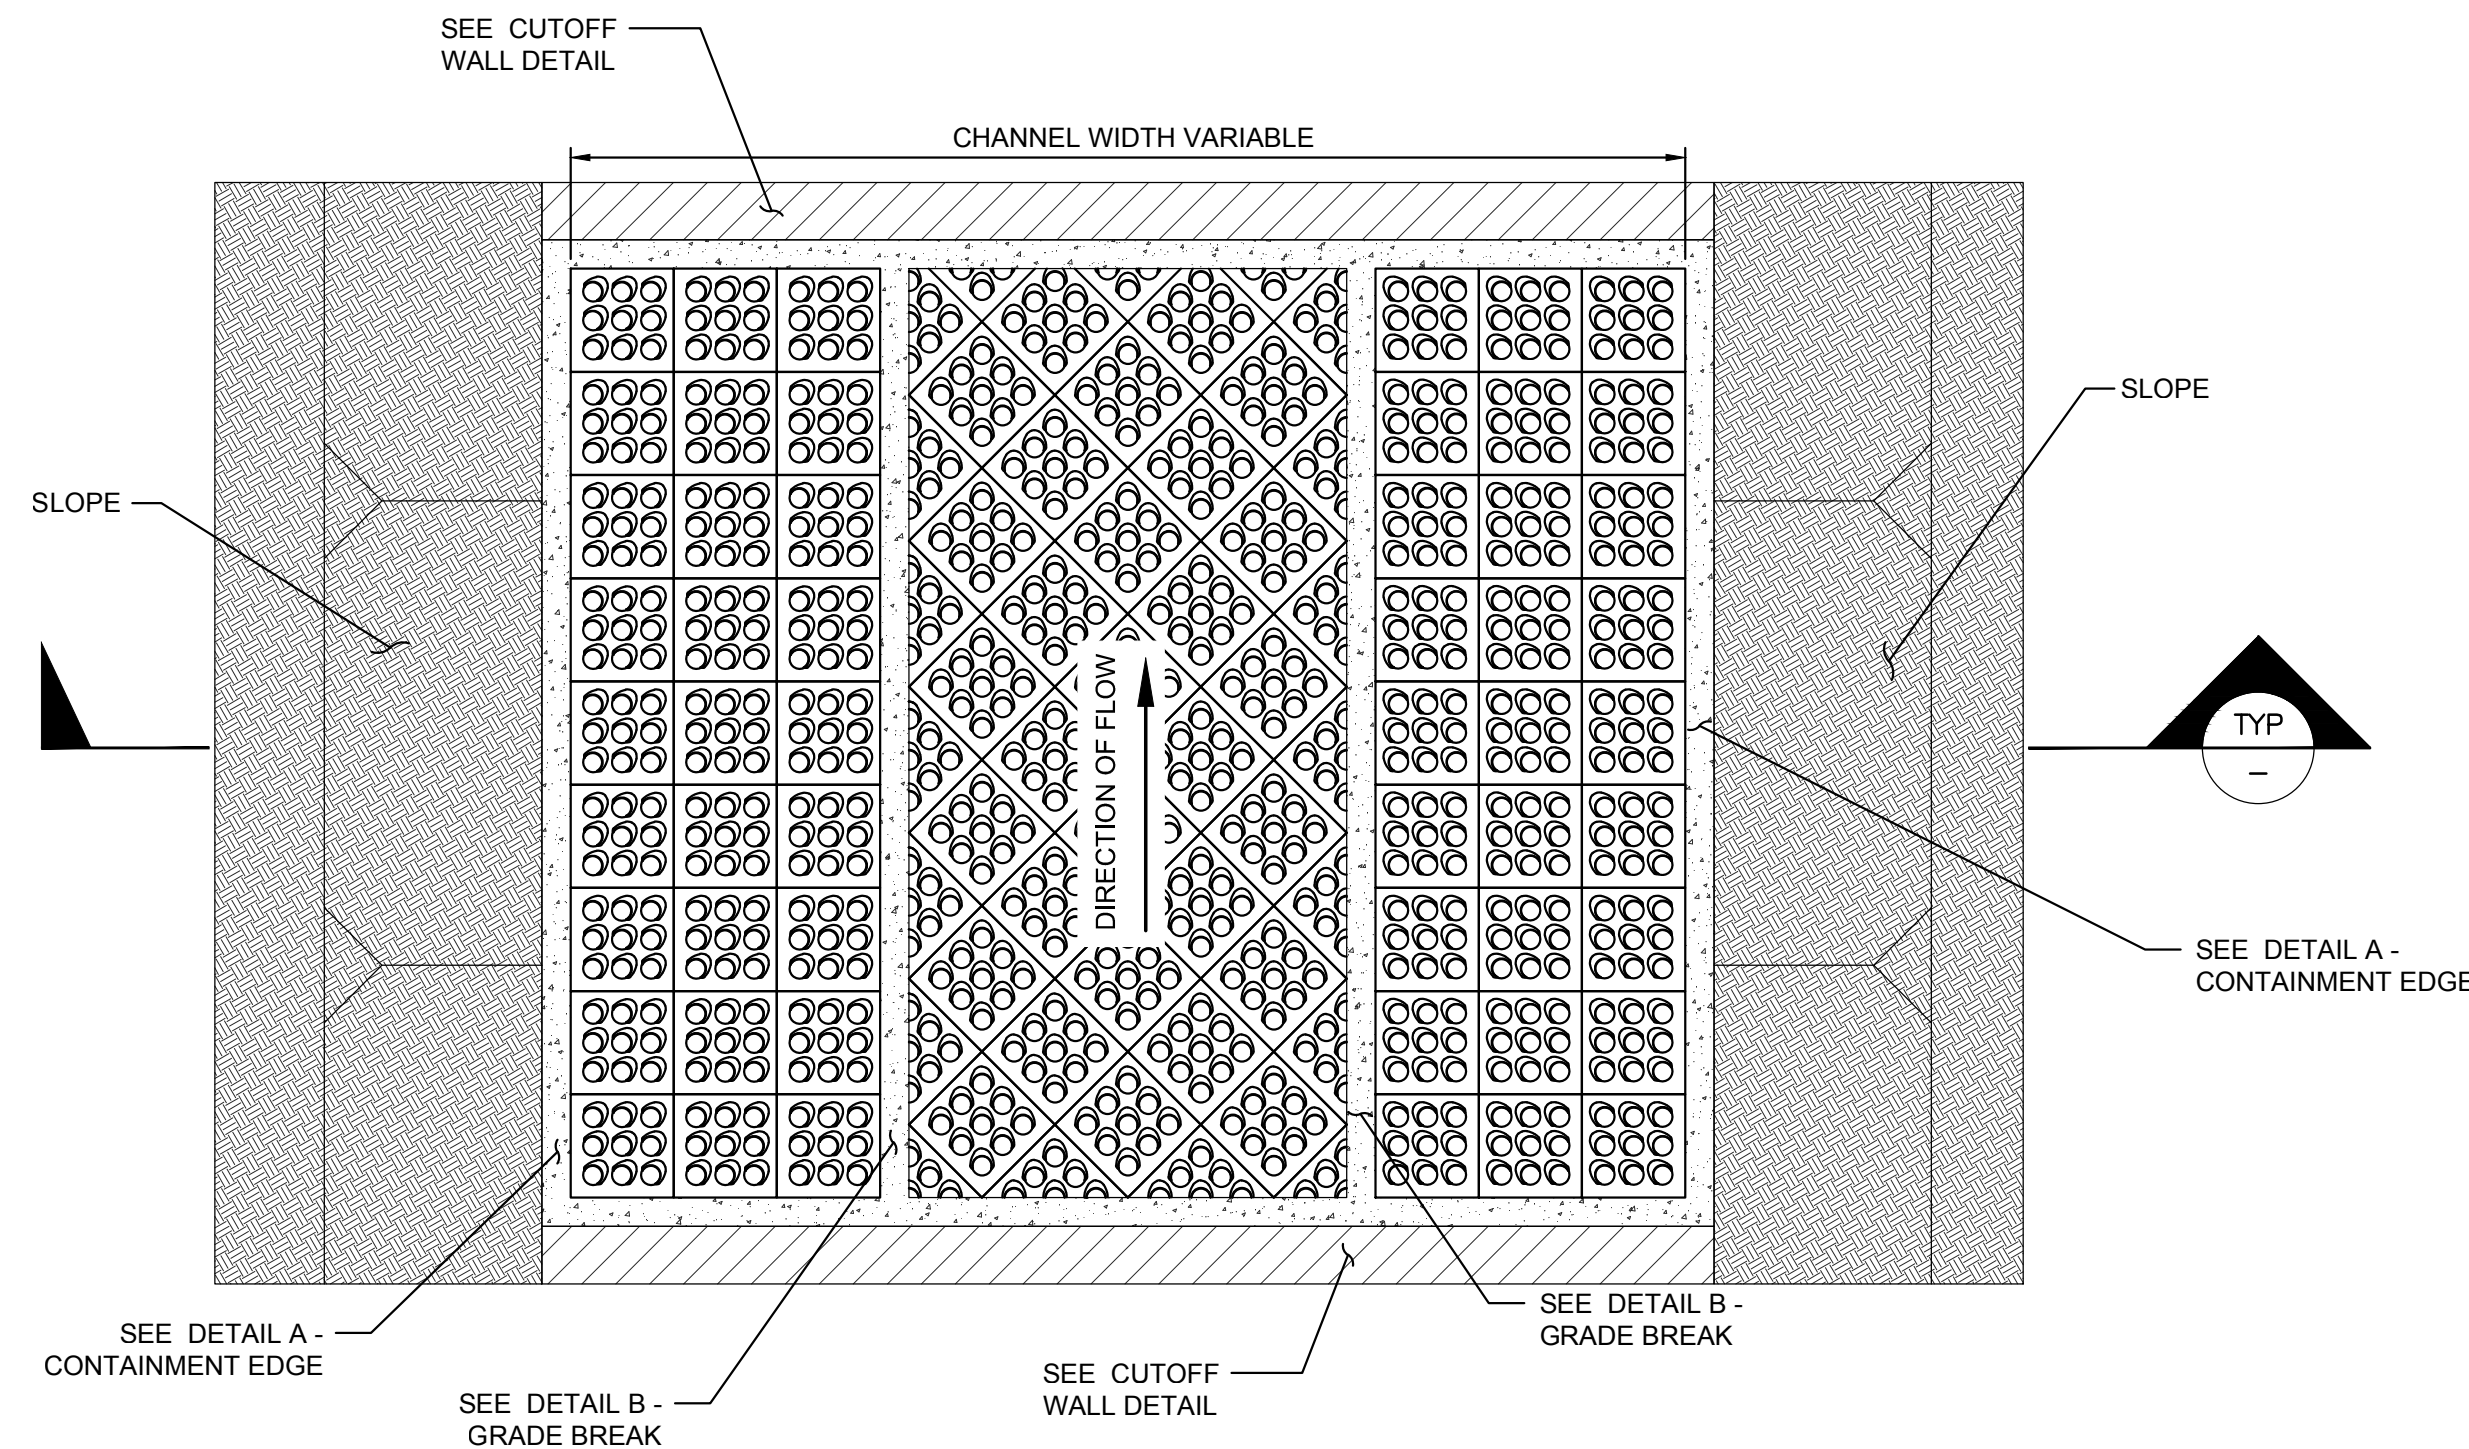 SEE CUTOFF
WALL DETAIL
CHANNEL WIDTH VARIABLE
SLOPE
SLOPE
DIRECTION OF FLOW
TYP
-
SEE DETAIL A -
CONTAINMENT EDGE
SEE DETAIL B -
GRADE BREAK
SEE DETAIL A -
CONTAINMENT EDGE
SEE CUTOFF
WALL DETAIL
SEE DETAIL B -
GRADE BREAK